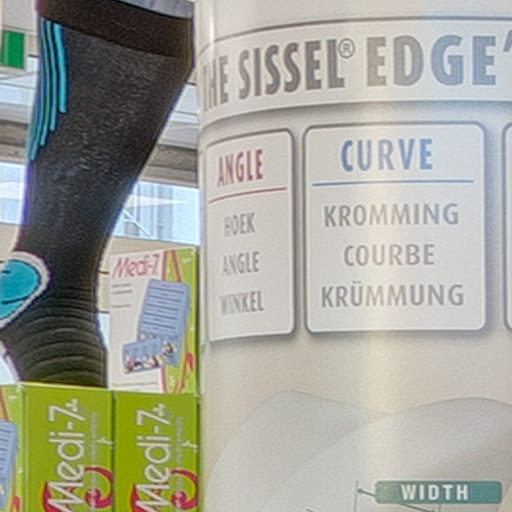 THE SISSEL® EDGE
ANGLE
HOEK
ANGLE
WINKEL
CURVE
KROMMING
COURBE
KRÜMMUNG
WIDTH
Medi-7
Medi-7
Medi-7